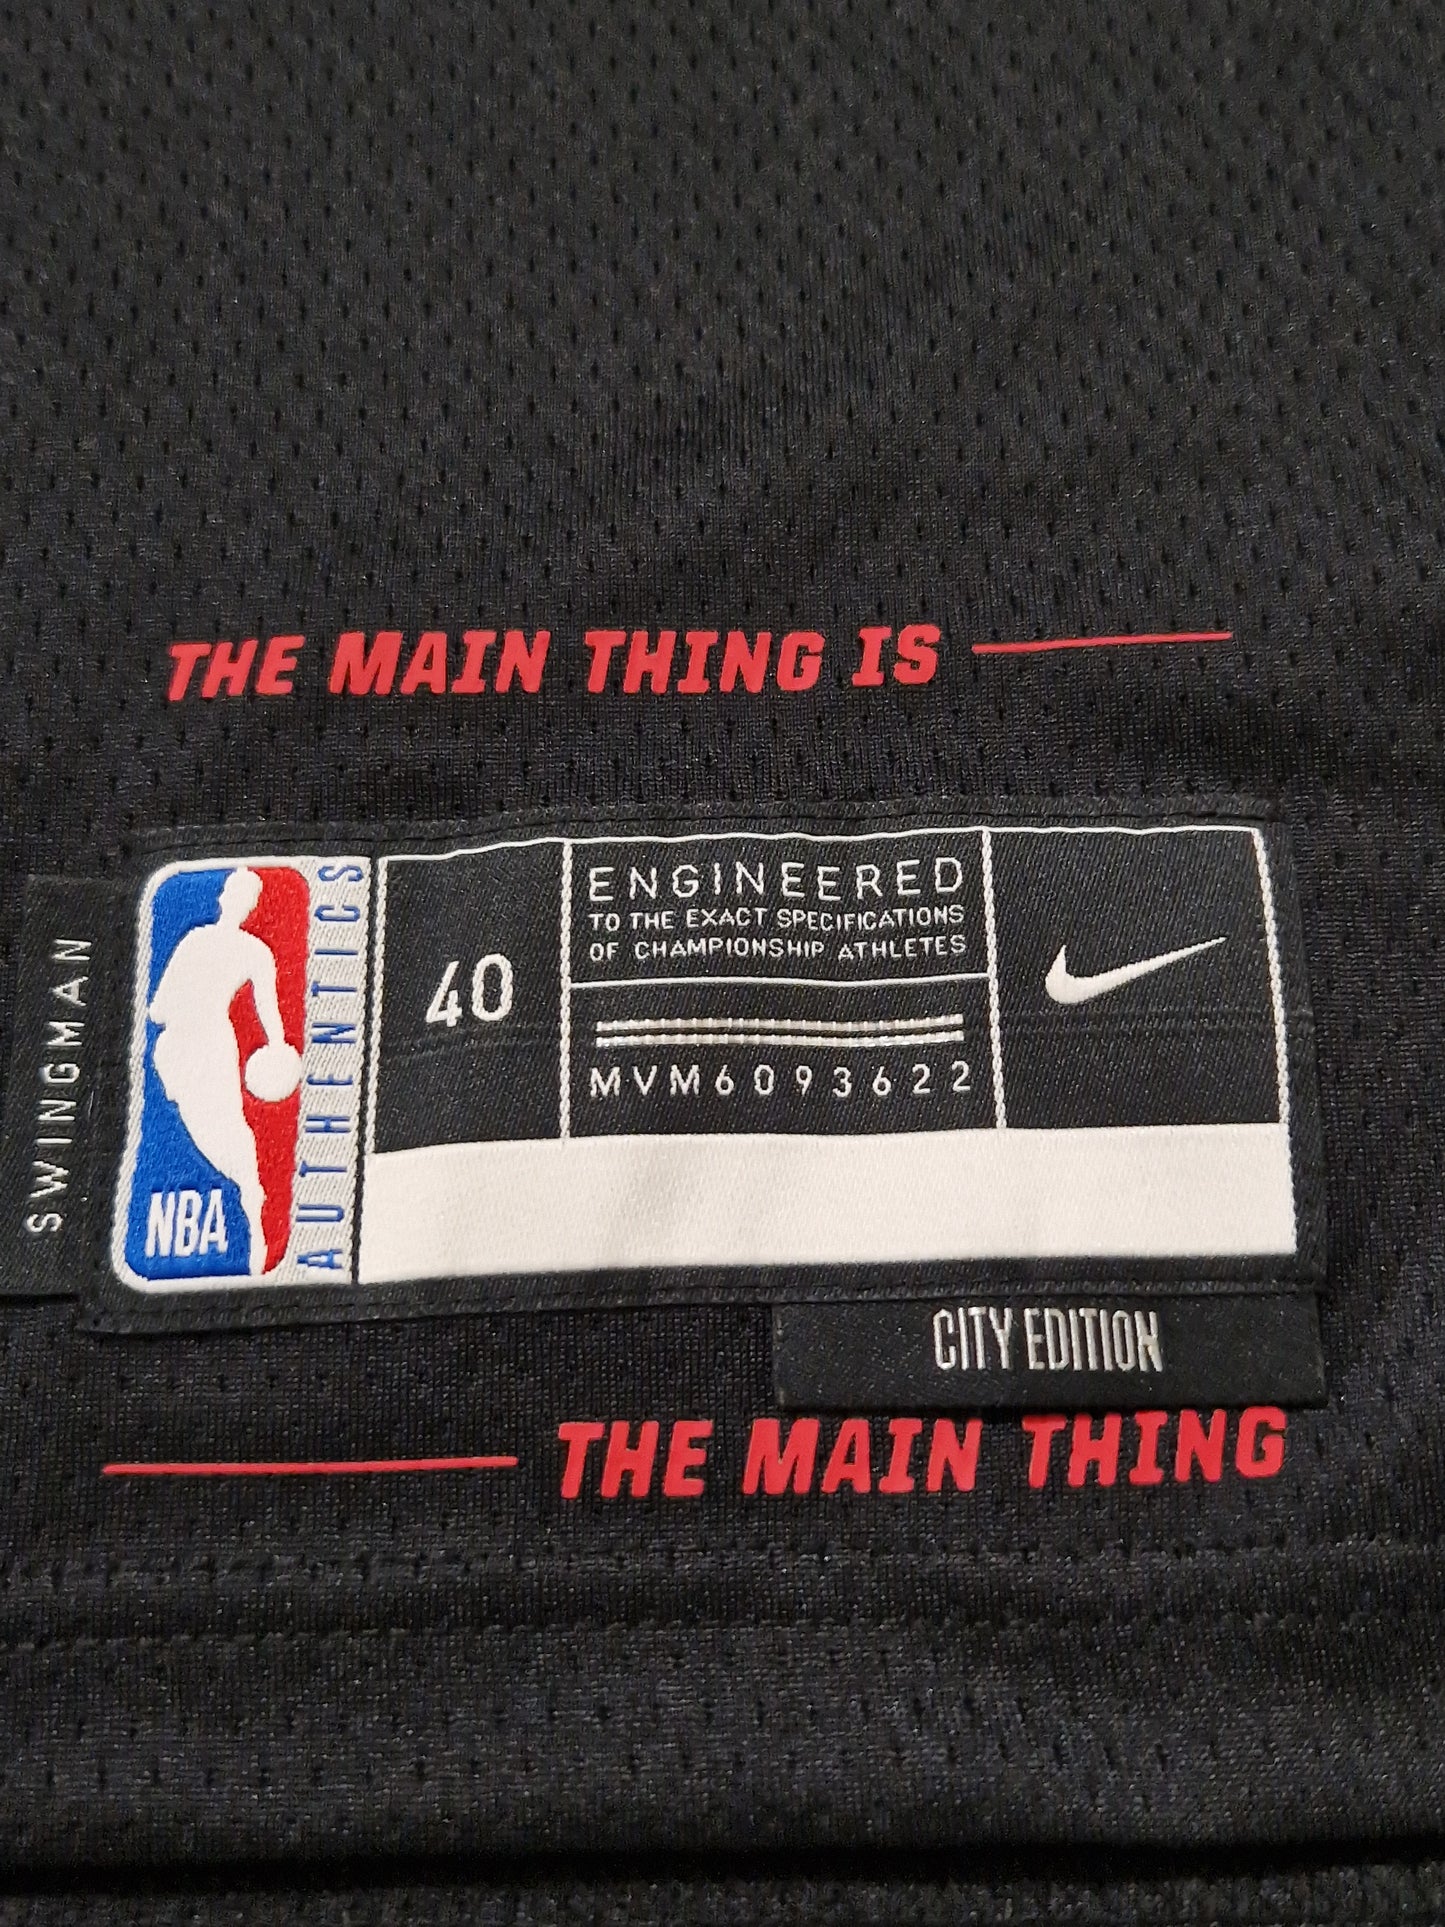 THE MAIN THING IS
SWINGMAN
NBA
AUTHENTICS
40
ENGINEERED
TO THE EXACT SPECIFICATIONS
OF CHAMPIONSHIP ATHLETES
MVM6093622
CITY EDITION
THE MAIN THING